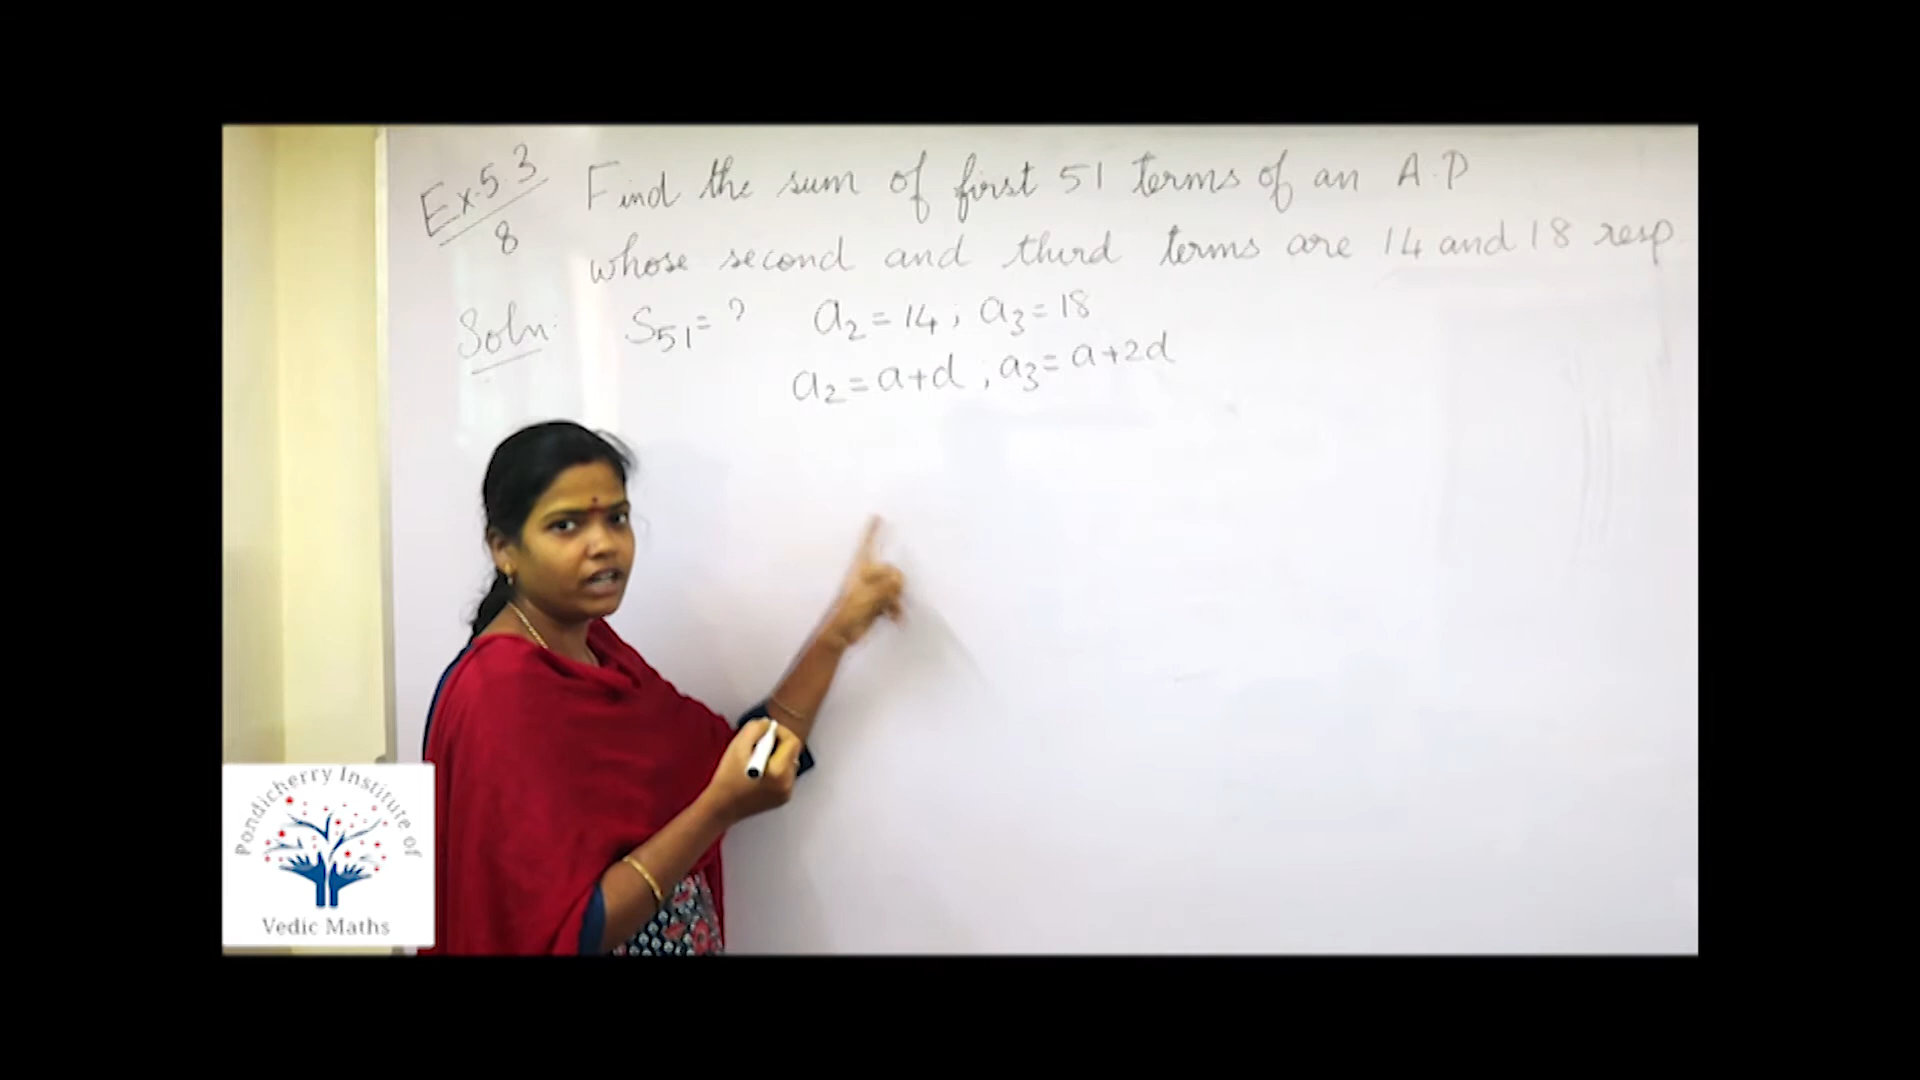 Ex.5.3
8
Find the sum of first 51 terms of an A.P
whose second and third terms are 14 and 18 resp
Soln: S51=? a2=14; a3=18
a2=a+d; a3=a+2d
Pondicherry Institute of
Vedic Maths